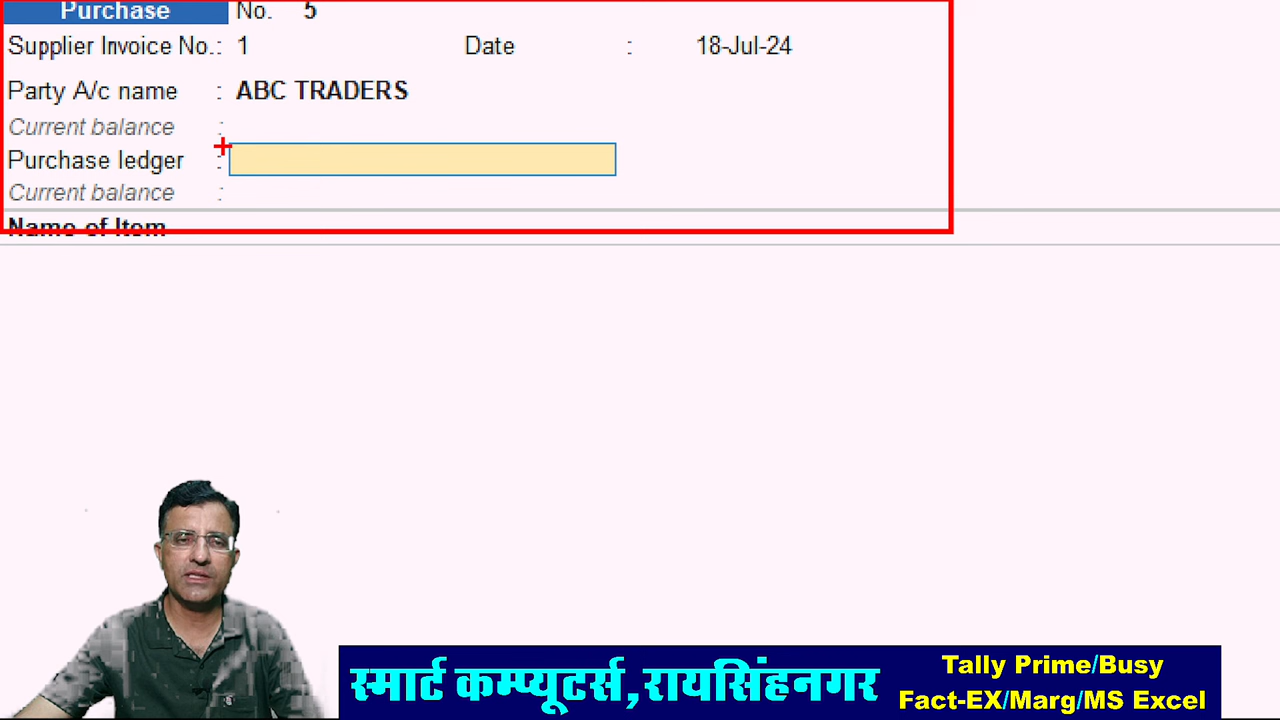 Purchase No. 5
Supplier Invoice No.: 1 Date : 18-Jul-24
Party A/c name : ABC TRADERS
Current balance :
Purchase ledger :
Current balance :
Name of Item
स्मार्ट कम्प्यूटर्स,रायसिंहनगर
Tally Prime/Busy
Fact-EX/Marg/MS Excel